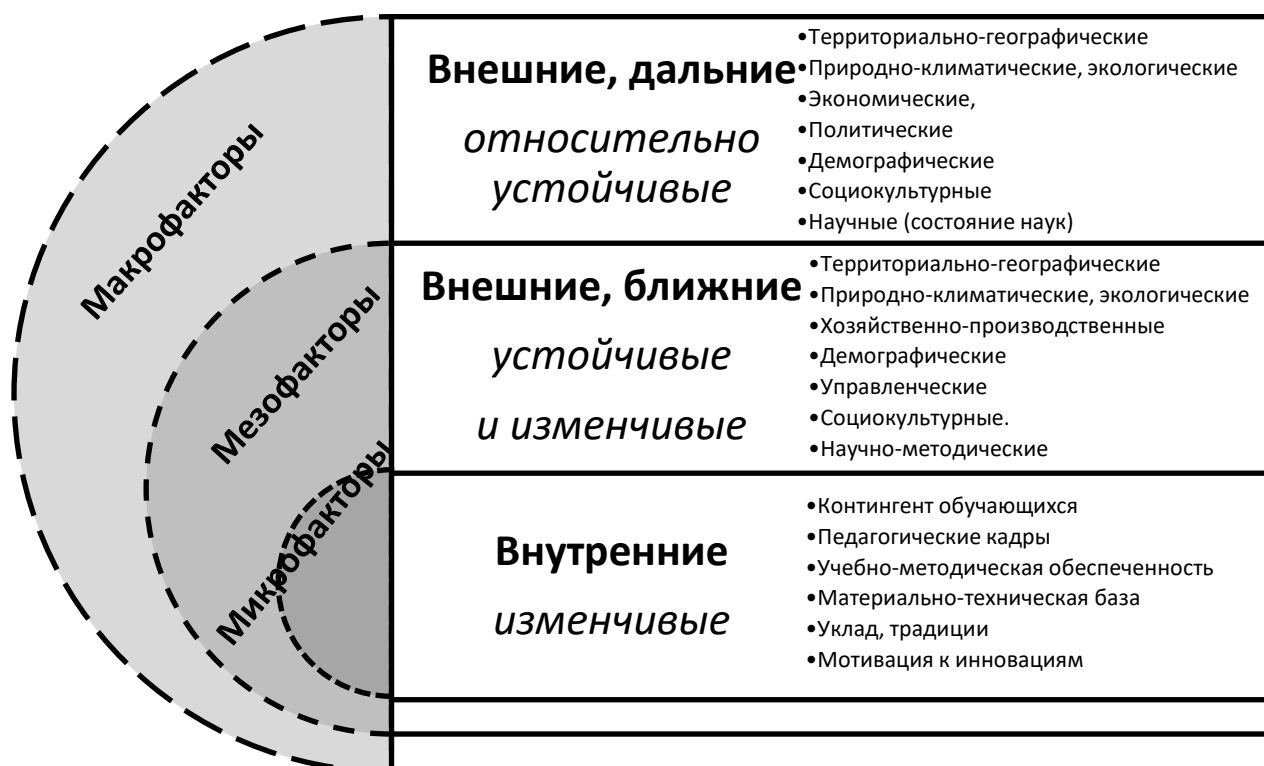 Макрофакторы
Внешние, дальние
относительно
устойчивые
•Территориально-географические
•Природно-климатические, экологические
•Экономические,
•Политические
•Демографические
•Социокультурные
•Научные (состояние наук)
Мезофакторы
Внешние, ближние
устойчивые
и изменчивые
•Территориально-географические
•Природно-климатические, экологические
•Хозяйственно-производственные
•Демографические
•Управленческие
•Социокультурные.
•Научно-методические
Микрофакторы
Внутренние
изменчивые
•Контингент обучающихся
•Педагогические кадры
•Учебно-методическая обеспеченность
•Материально-техническая база
•Уклад, традиции
•Мотивация к инновациям